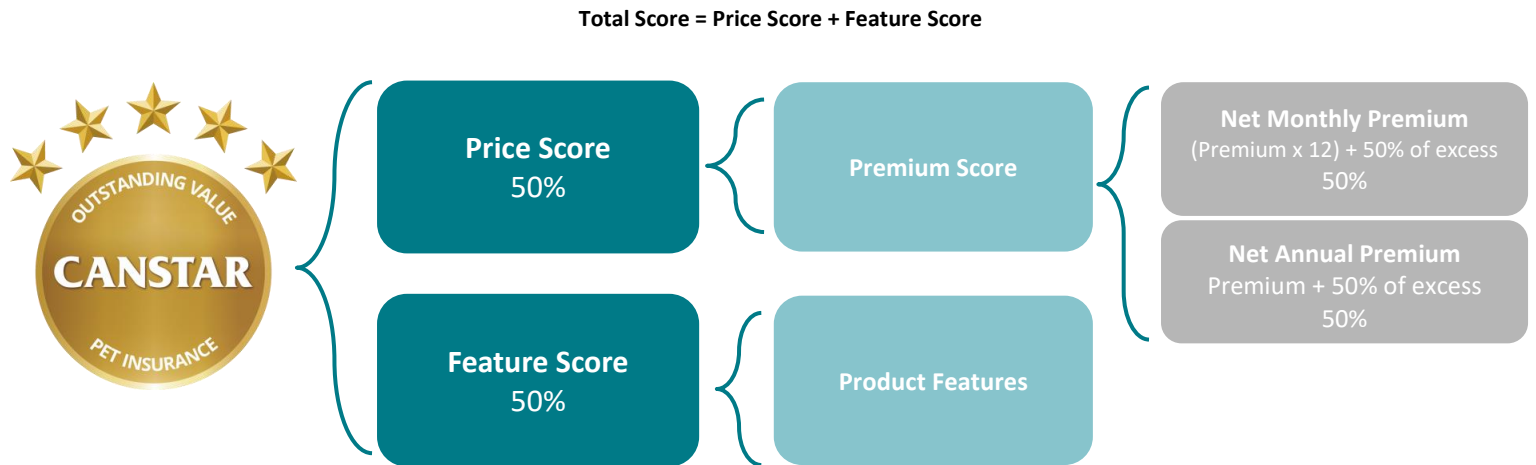 Total Score = Price Score + Feature Score
OUTSTANDING VALUE
CANSTAR
PET INSURANCE
Price Score
50%
Feature Score
50%
Premium Score
Product Features
Net Monthly Premium
(Premium x 12) + 50% of excess
50%
Net Annual Premium
Premium + 50% of excess
50%